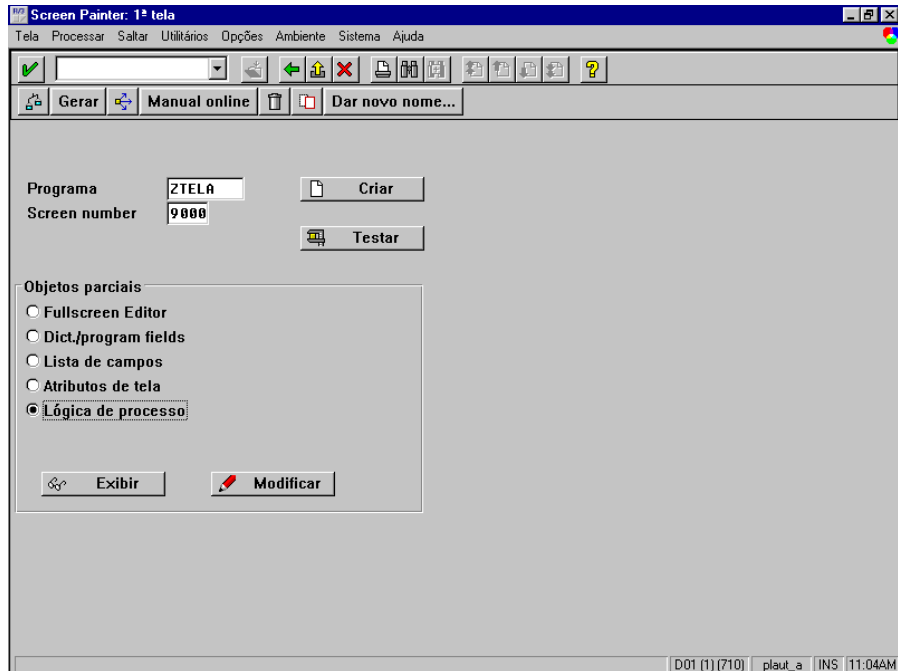 Screen Painter: 1ª tela
Tela Processar Saltar Utilitários Opções Ambiente Sistema Ajuda
Gerar Manual online Dar novo nome...
Programa ZTELA Criar
Screen number 9000
Testar
Objetos parciais
Fullscreen Editor
Dict./program fields
Lista de campos
Atributos de tela
Lógica de processo
Exibir Modificar
D01 (1) (710) plaut_a INS 11:04AM